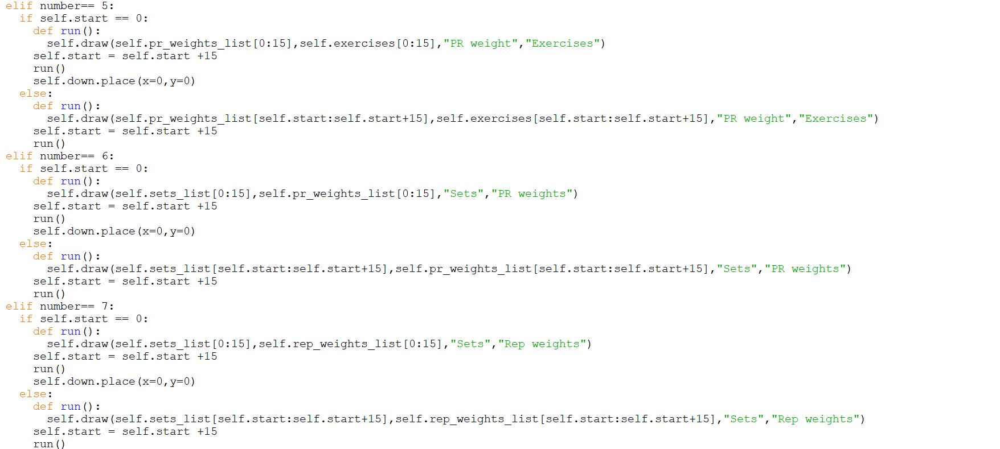 elif number== 5:
  if self.start == 0:
    def run():
      self.draw(self.pr_weights_list[0:15],self.exercises[0:15],"PR weight","Exercises")
    self.start = self.start +15
    run()
    self.down.place(x=0,y=0)
  else:
    def run():
      self.draw(self.pr_weights_list[self.start:self.start+15],self.exercises[self.start:self.start+15],"PR weight","Exercises")
    self.start = self.start +15
    run()
elif number== 6:
  if self.start == 0:
    def run():
      self.draw(self.sets_list[0:15],self.pr_weights_list[0:15],"Sets","PR weights")
    self.start = self.start +15
    run()
    self.down.place(x=0,y=0)
  else:
    def run():
      self.draw(self.sets_list[self.start:self.start+15],self.pr_weights_list[self.start:self.start+15],"Sets","PR weights")
    self.start = self.start +15
    run()
elif number== 7:
  if self.start == 0:
    def run():
      self.draw(self.sets_list[0:15],self.rep_weights_list[0:15],"Sets","Rep weights")
    self.start = self.start +15
    run()
    self.down.place(x=0,y=0)
  else:
    def run():
      self.draw(self.sets_list[self.start:self.start+15],self.rep_weights_list[self.start:self.start+15],"Sets","Rep weights")
    self.start = self.start +15
    run()